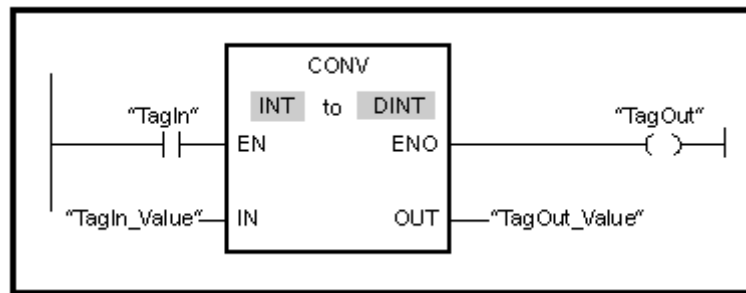 CONV
INT to DINT
"TagIn" "TagOut"
EN ENO
"TagIn_Value" IN OUT "TagOut_Value"